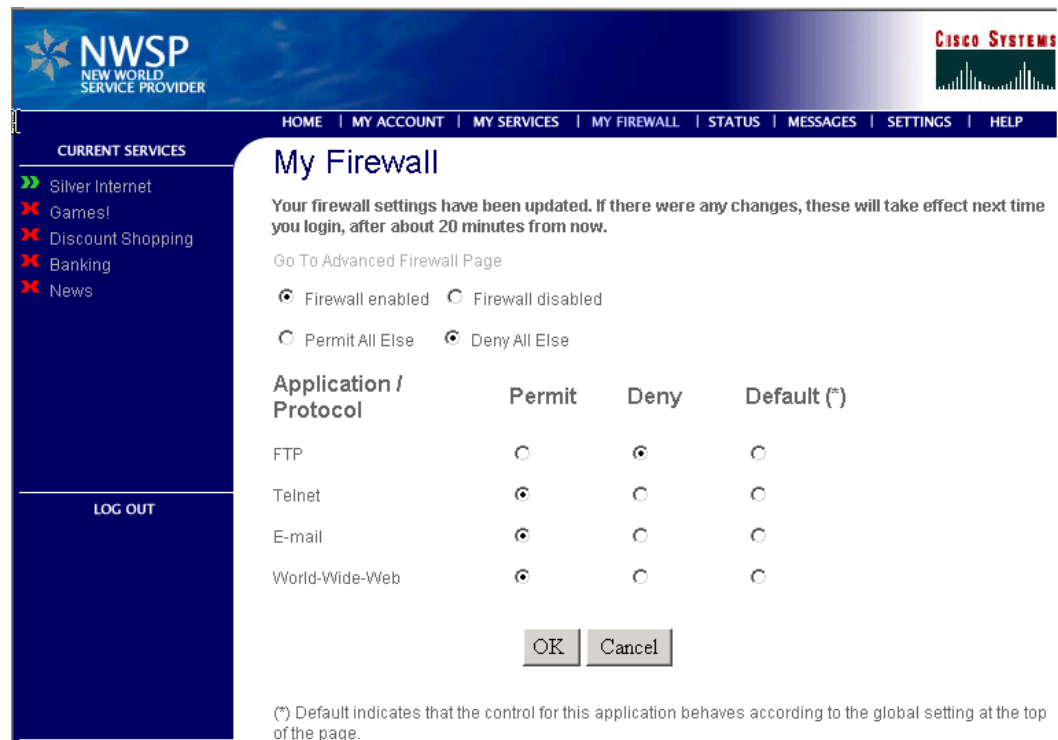 NWSP
NEW WORLD
SERVICE PROVIDER
CISCO SYSTEMS
HOME | MY ACCOUNT | MY SERVICES | MY FIREWALL | STATUS | MESSAGES | SETTINGS | HELP
CURRENT SERVICES
Silver Internet
Games!
Discount Shopping
Banking
News
LOG OUT
My Firewall
Your firewall settings have been updated. If there were any changes, these will take effect next time
you login, after about 20 minutes from now.
Go To Advanced Firewall Page
Firewall enabled Firewall disabled
Permit All Else Deny All Else
Application /
Protocol
Permit Deny Default (*)
FTP
Telnet
E-mail
World-Wide-Web
OK Cancel
(*) Default indicates that the control for this application behaves according to the global setting at the top
of the page.